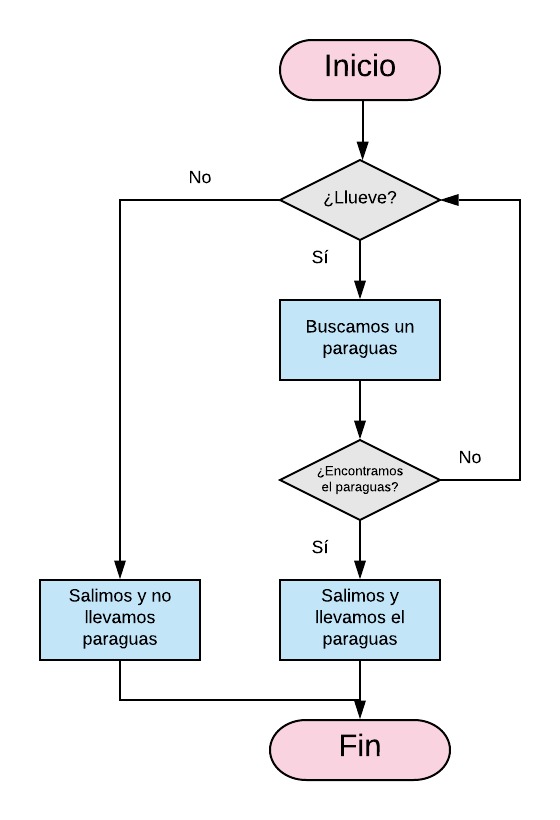 Inicio
No
¿Llueve?
Sí
Buscamos un
paraguas
¿Encontramos
el paraguas?
No
Sí
Salimos y no
llevamos
paraguas
Salimos y
llevamos el
paraguas
Fin